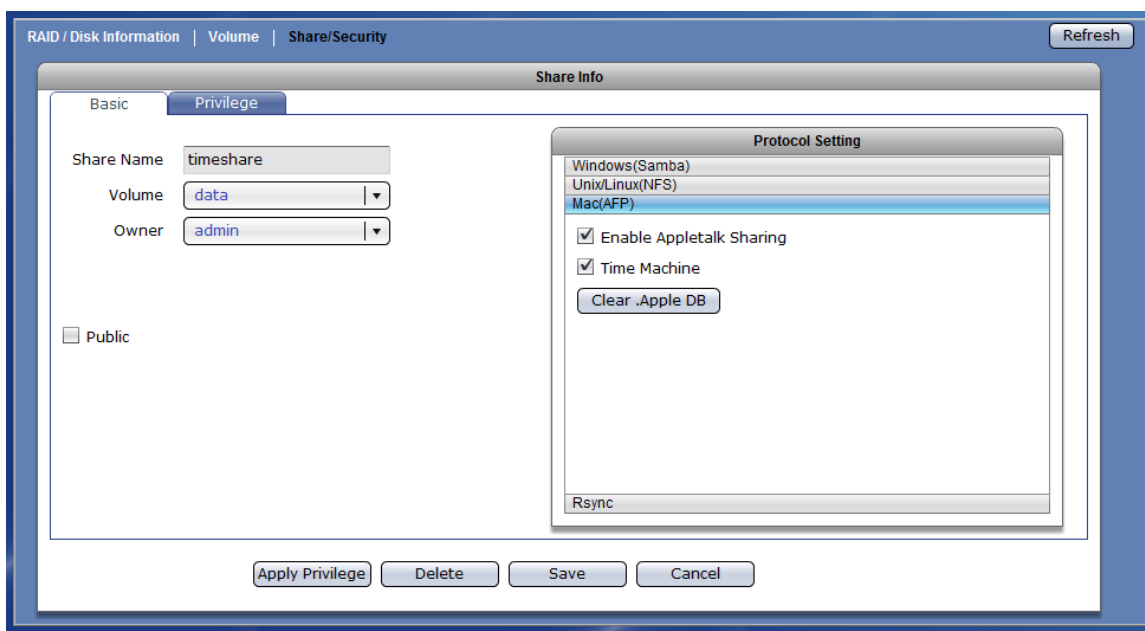 RAID / Disk Information | Volume | Share/Security
Refresh
Share Info
Basic
Privilege
Share Name timeshare
Volume data
Owner admin
Public
Protocol Setting
Windows(Samba)
Unix/Linux(NFS)
Mac(AFP)
Enable Appletalk Sharing
Time Machine
Clear .Apple DB
Rsync
Apply Privilege Delete Save Cancel